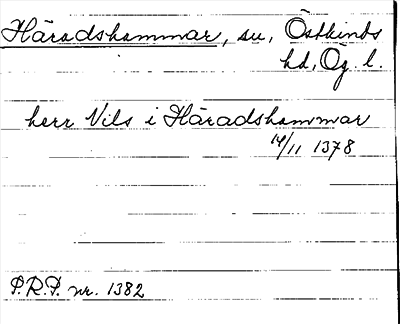 Häradshammar, sn, Östkinds
hd, Ög. l.
herr Nils i Häradshammar
14/11 1378
P.R.P. nr. 1382